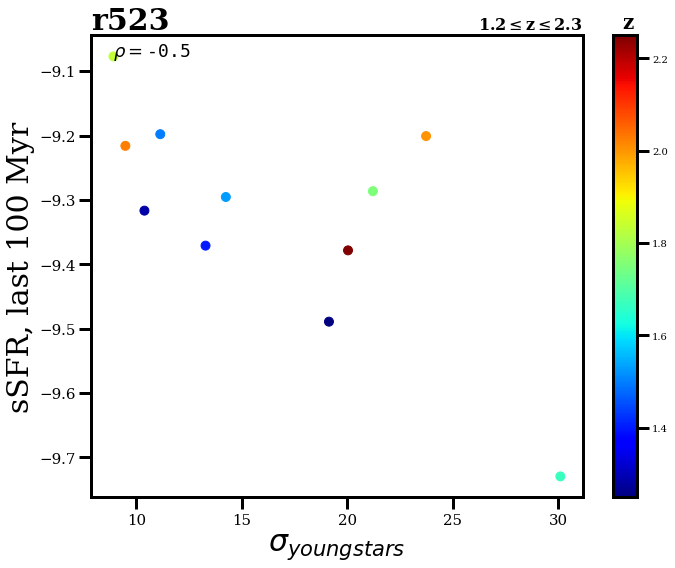 r523
1.2 ≤ z ≤ 2.3
z
ρ = -0.5
sSFR, last 100 Myr
−9.1
−9.2
−9.3
−9.4
−9.5
−9.6
−9.7
10 15 20 25 30
σyoungstars
2.2
2.0
1.8
1.6
1.4